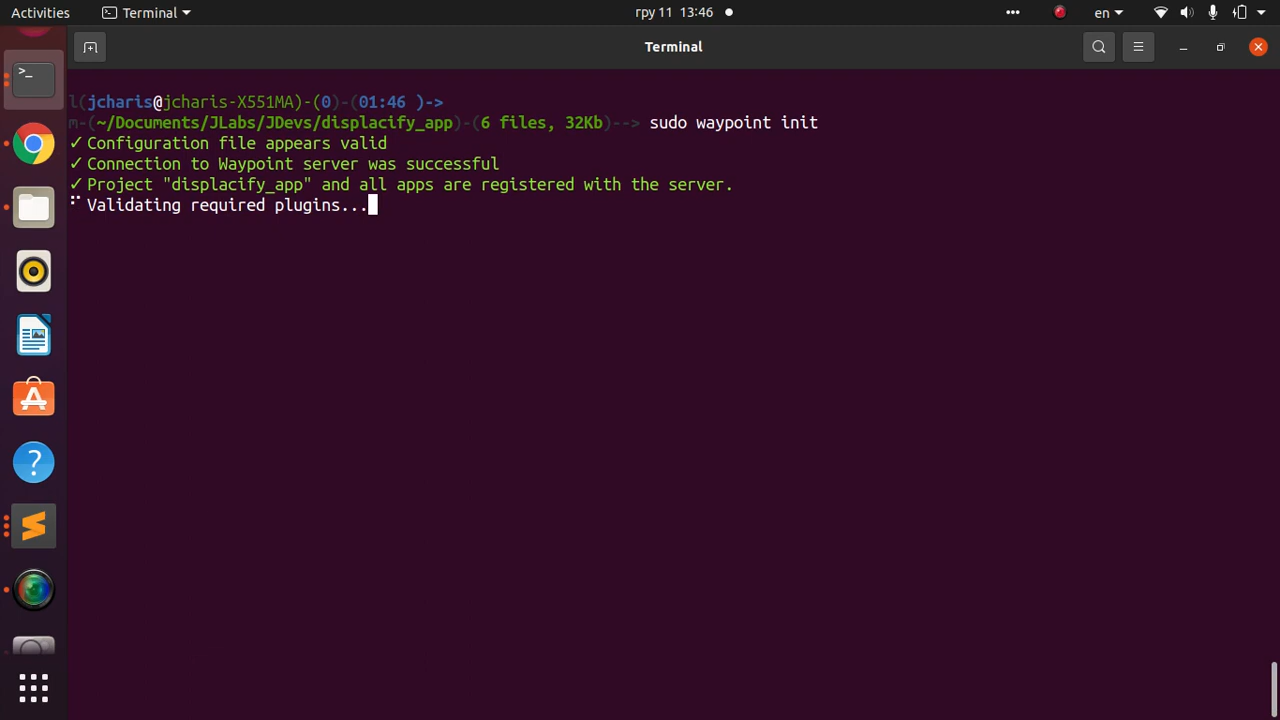 Activities
Terminal
гру 11 13:46
en
Terminal
l(jcharis@jcharis-X551MA)-(0)-(01:46 )->
m-(~/Documents/JLabs/JDevs/displacify_app)-(6 files, 32Kb)--> sudo waypoint init
✓ Configuration file appears valid
✓ Connection to Waypoint server was successful
✓ Project "displacify_app" and all apps are registered with the server.
Validating required plugins...